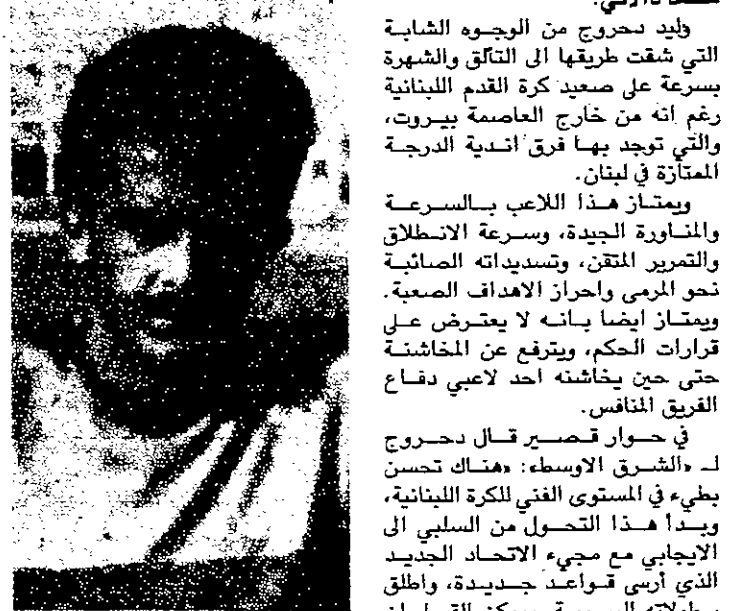 وليد دحروج من الوجوه الشابة
التي شقت طريقها الى التألق والشهرة
بسرعة على صعيد كرة القدم اللبنانية
رغم انه من خارج العاصمة بيروت،
والتي توجد بها فرق اندية الدرجة
الممتازة في لبنان.
ويمتاز هذا اللاعب بالسرعة
والمناورة الجيدة، وسرعة الانطلاق
والتمرير المتقن، وتسديداته الصائبة
نحو المرمى واحراز الاهداف الصعبة.
ويمتاز ايضا بانه لا يعترض على
قرارات الحكم، ويترفع عن المخاشنة
حتى حين يخاشنه احد لاعبي دفاع
الفريق المنافس.
في حوار قصير قال دحروج
لـ «الشرق الاوسط»: «هناك تحسن
بطيء في المستوى الفني للكرة اللبنانية،
وبدأ هذا التحول من السلبي الى
الايجابي مع مجيء الاتحاد الجديد
الذي أرسى قواعد جديدة، واطلق